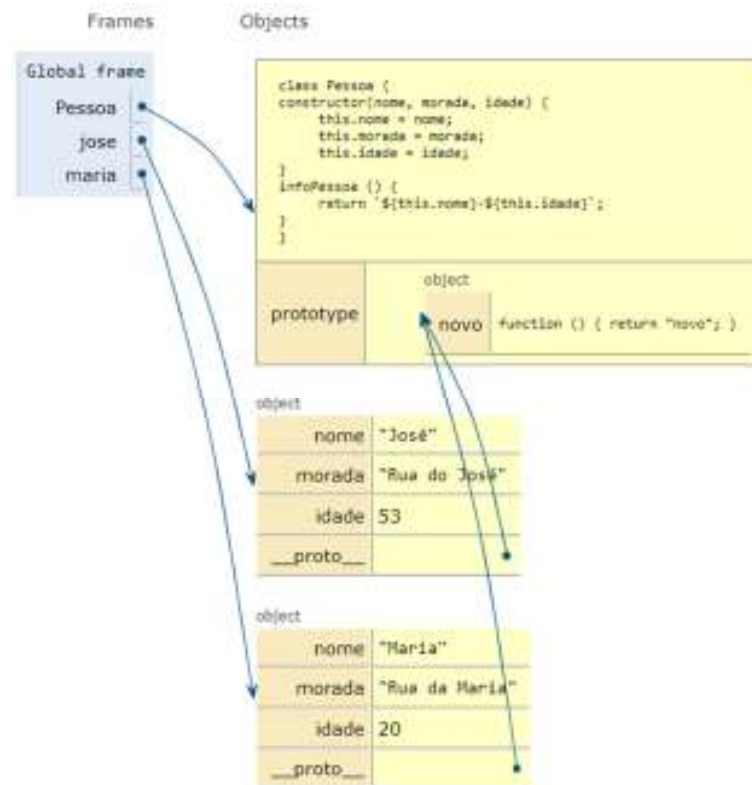 Frames Objects
Global frame
Pessoa
jose
maria
class Pessoa {
constructor(nome, morada, idade) {
this.nome = nome;
this.morada = morada;
this.idade = idade;
}
infoPessoa () {
return `${this.nome}-${this.idade}`;
}
}
prototype
object
novo function () { return "novo"; }
object
nome "José"
morada "Rua do José"
idade 53
__proto__
object
nome "Maria"
morada "Rua da Maria"
idade 20
__proto__